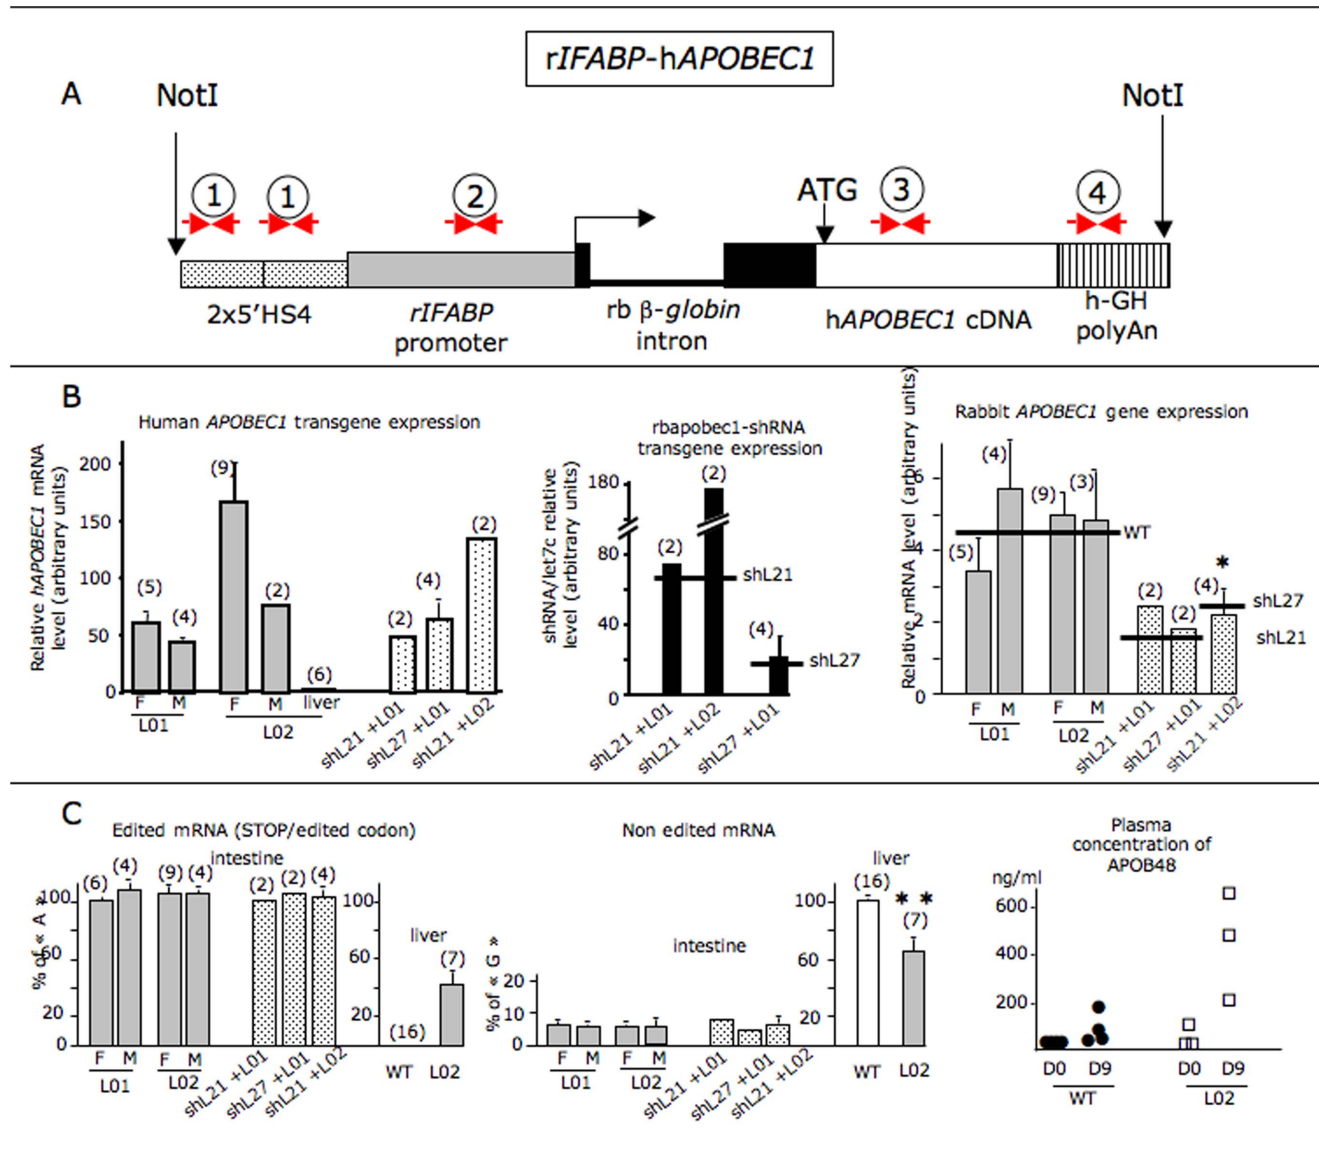 rIFABP-hAPOBEC1
A
NotI
NotI
1
1
2
ATG
3
4
2x5’HS4
rIFABP
promoter
rb β-globin
intron
hAPOBEC1 cDNA
h-GH
polyAn
B
Human APOBEC1 transgene expression
Relative hAPOBEC1 mRNA
level (arbitrary units)
200
150
100
50
0
(5)
(4)
(9)
(2)
(6)
(2)
(4)
(2)
F
M
F
M
liver
L01
L02
shL21 +L01
shL27 +L01
shL21 +L02
rbapobec1-shRNA
transgene expression
shRNA/let7c relative
level (arbitrary units)
180
80
40
0
(2)
(2)
(4)
shL21
shL27
shL21 +L01
shL21 +L02
shL27 +L01
Rabbit APOBEC1 gene expression
Relative mRNA level (arbitrary units)
6
4
2
0
(5)
(4)
(9)
(3)
(2)
(2)
(4)
*
WT
shL27
shL21
F
M
F
M
L01
L02
shL21 +L01
shL27 +L01
shL21 +L02
C
Edited mRNA (STOP/edited codon)
intestine
% of « A »
100
60
20
0
(6)
(4)
(9)
(4)
(2)
(2)
(4)
F
M
F
M
L01
L02
shL21 +L01
shL27 +L01
shL21 +L02
100
60
20
liver
(16)
(7)
WT
L02
Non edited mRNA
intestine
% of « G »
20
10
0
F
M
F
M
L01
L02
shL21 +L01
shL27 +L01
shL21 +L02
liver
100
60
20
(16)
* *
(7)
WT
L02
Plasma
concentration of
APOB48
ng/ml
600
400
200
D0
D9
D0
D9
WT
L02